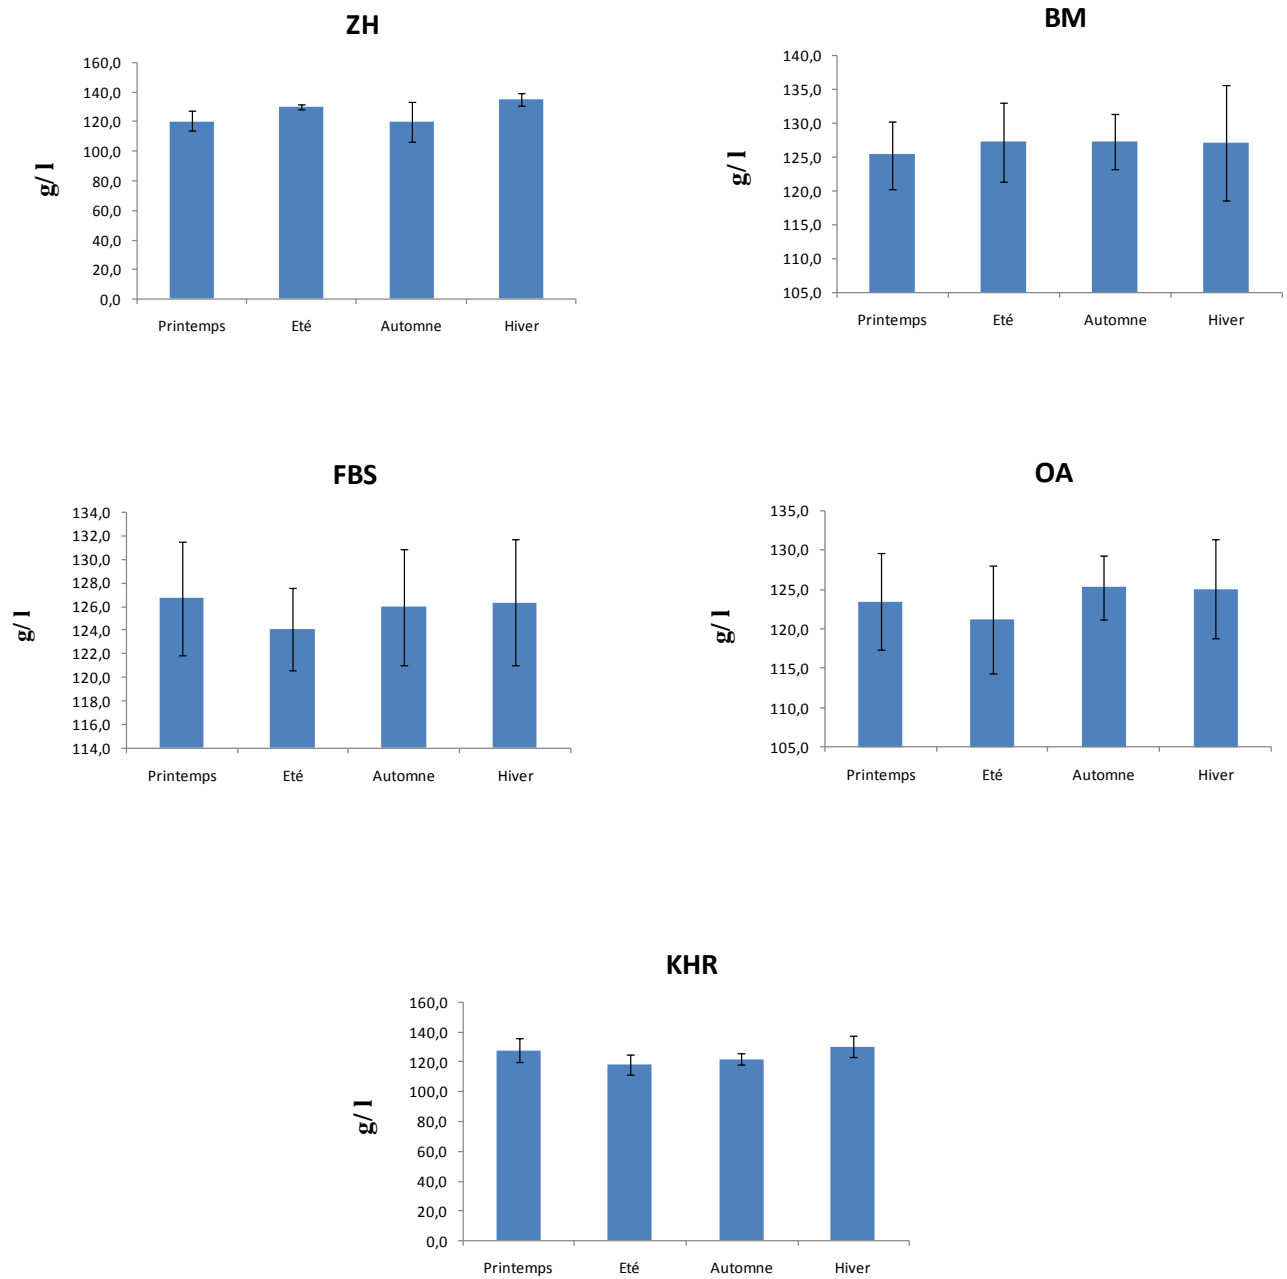 ZH
160,0
140,0
120,0
100,0
80,0
60,0
40,0
20,0
0,0
g/ l
Printemps Eté Automne Hiver
BM
140,0
135,0
130,0
125,0
120,0
115,0
110,0
105,0
g/ l
Printemps Eté Automne Hiver
FBS
134,0
132,0
130,0
128,0
126,0
124,0
122,0
120,0
118,0
116,0
114,0
g/ l
Printemps Eté Automne Hiver
OA
135,0
130,0
125,0
120,0
115,0
110,0
105,0
g/ l
Printemps Eté Automne Hiver
KHR
160,0
140,0
120,0
100,0
80,0
60,0
40,0
20,0
0,0
g/ l
Printemps Eté Automne Hiver